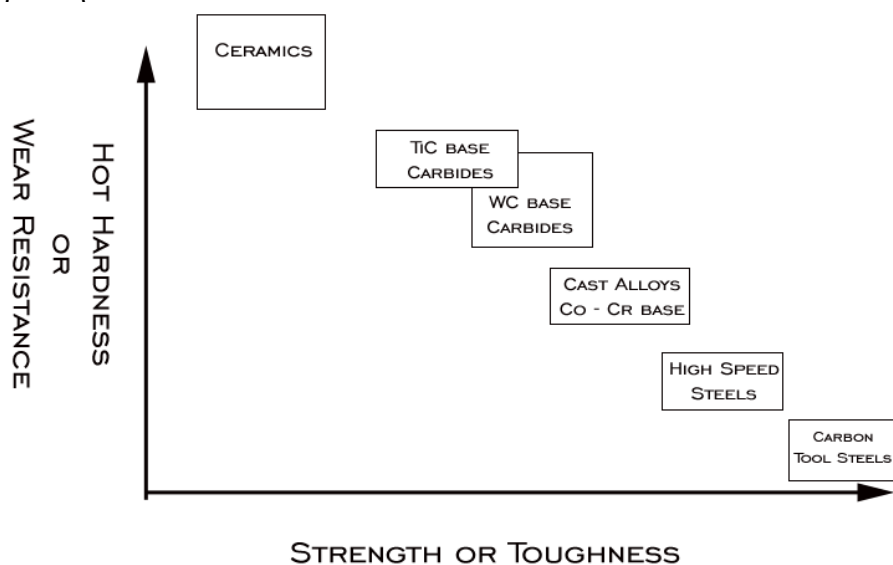 CERAMICS
TiC BASE
CARBIDES
WC BASE
CARBIDES
CAST ALLOYS
CO - CR BASE
HIGH SPEED
STEELS
CARBON
TOOL STEELS
HOT HARDNESS
OR
WEAR RESISTANCE
STRENGTH OR TOUGHNESS